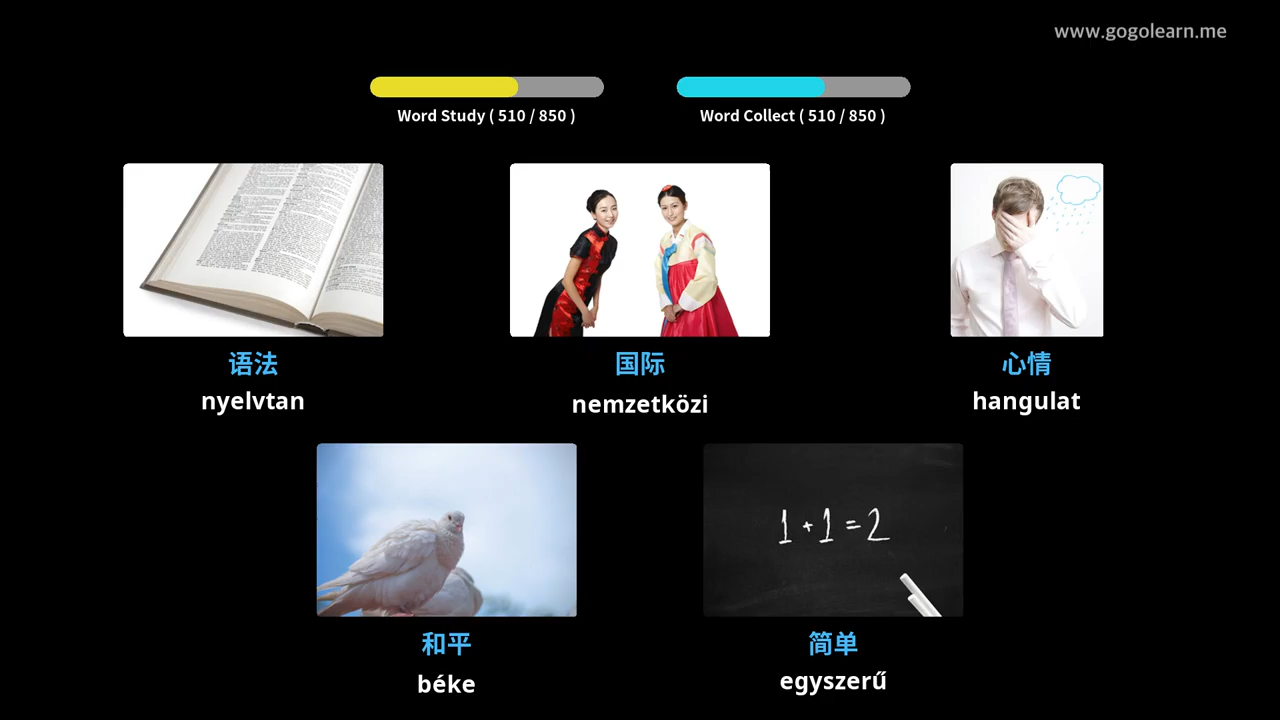 www.gogolearn.me
Word Study ( 510 / 850 )
Word Collect ( 510 / 850 )
语法
nyelvtan
国际
nemzetközi
心情
hangulat
1+1=2
和平
béke
简单
egyszerű